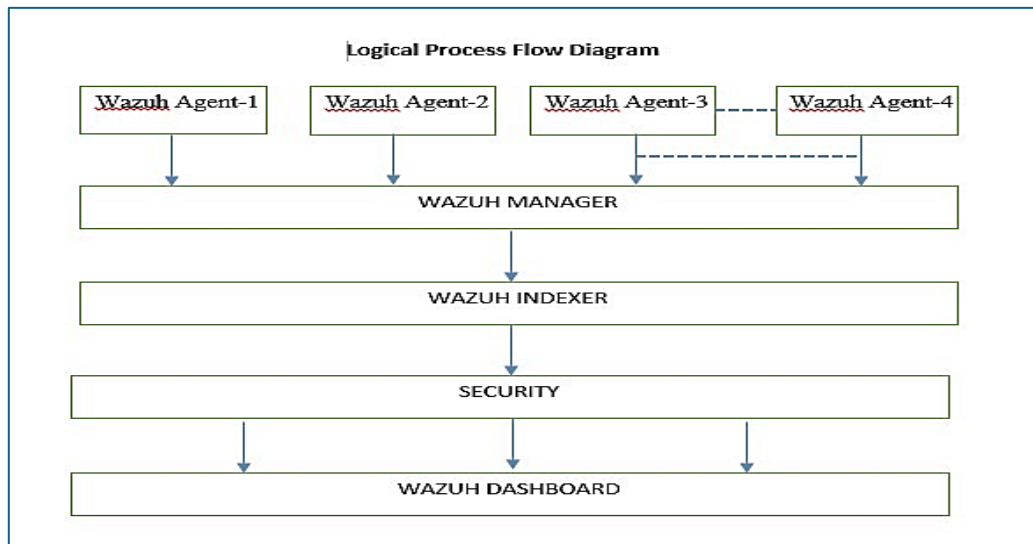 Logical Process Flow Diagram
Wazuh Agent-1 Wazuh Agent-2 Wazuh Agent-3 Wazuh Agent-4
WAZUH MANAGER
WAZUH INDEXER
SECURITY
WAZUH DASHBOARD